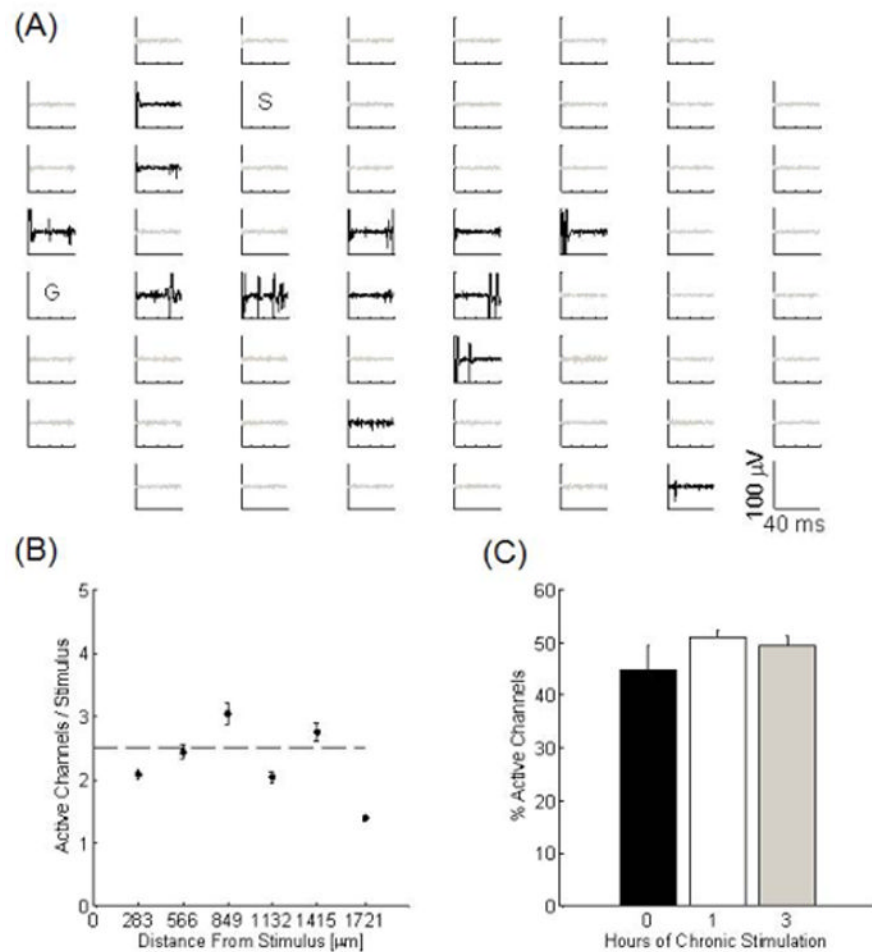 (A)
S
G
100 μV
40 ms
(B)
5
4
3
2
1
0
Active Channels / Stimulus
0 283 566 849 1132 1415 1721
Distance From Stimulus [μm]
(C)
60
50
40
30
20
10
0
% Active Channels
0 1 3
Hours of Chronic Stimulation